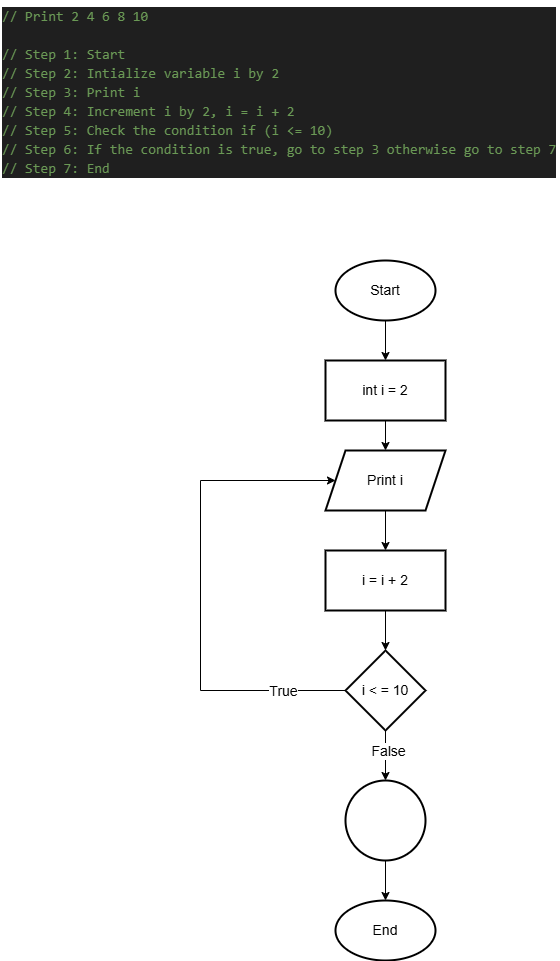 // Print 2 4 6 8 10
// Step 1: Start
// Step 2: Intialize variable i by 2
// Step 3: Print i
// Step 4: Increment i by 2, i = i + 2
// Step 5: Check the condition if (i <= 10)
// Step 6: If the condition is true, go to step 3 otherwise go to step 7
// Step 7: End
Start
int i = 2
Print i
i = i + 2
i < = 10
True
False
End